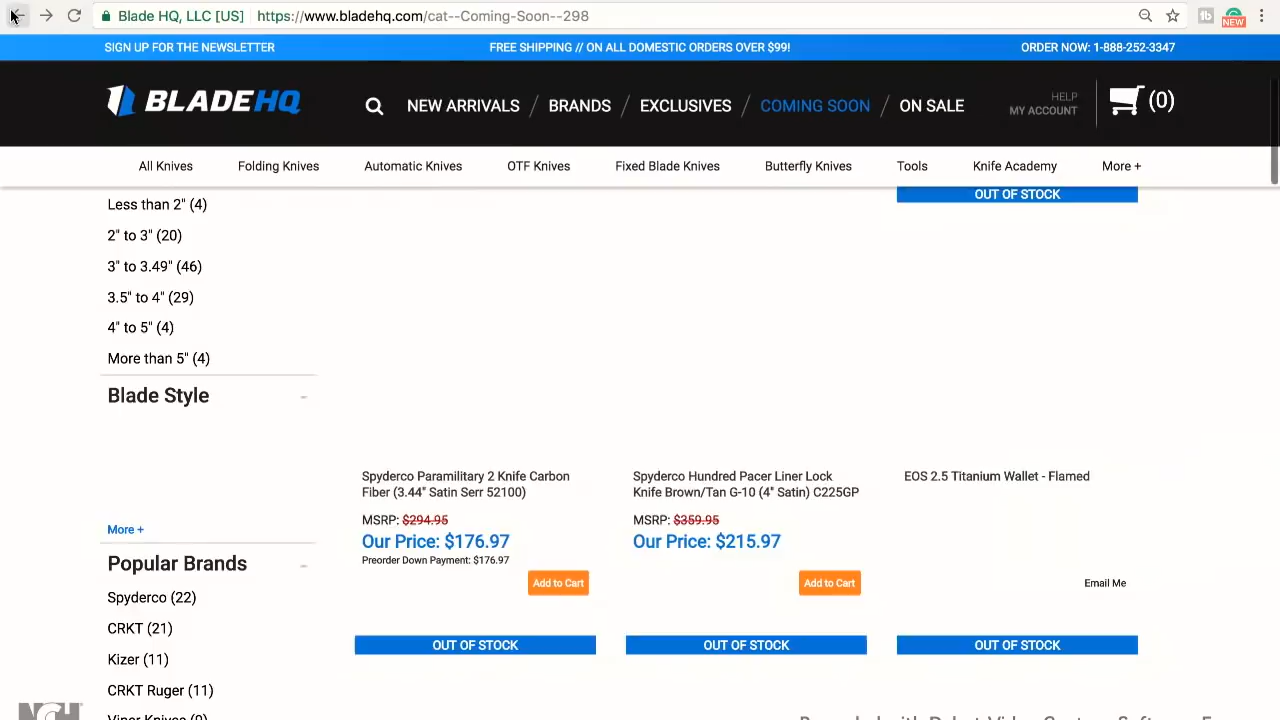 Blade HQ, LLC [US]
https://www.bladehq.com/cat--Coming-Soon--298
NEW
SIGN UP FOR THE NEWSLETTER
FREE SHIPPING // ON ALL DOMESTIC ORDERS OVER $99!
ORDER NOW: 1-888-252-3347
BLADEHQ
NEW ARRIVALS / BRANDS / EXCLUSIVES / COMING SOON / ON SALE
HELP
MY ACCOUNT
(0)
All Knives
Folding Knives
Automatic Knives
OTF Knives
Fixed Blade Knives
Butterfly Knives
Tools
Knife Academy
More +
Less than 2" (4)
2" to 3" (20)
3" to 3.49" (46)
3.5" to 4" (29)
4" to 5" (4)
More than 5" (4)
Blade Style
-
More +
Popular Brands
-
Spyderco (22)
CRKT (21)
Kizer (11)
CRKT Ruger (11)
Viper Knives (9)
OUT OF STOCK
Spyderco Paramilitary 2 Knife Carbon
Fiber (3.44" Satin Serr 52100)
MSRP: $294.95
Our Price: $176.97
Preorder Down Payment: $176.97
Add to Cart
OUT OF STOCK
Spyderco Hundred Pacer Liner Lock
Knife Brown/Tan G-10 (4" Satin) C225GP
MSRP: $359.95
Our Price: $215.97
Add to Cart
OUT OF STOCK
EOS 2.5 Titanium Wallet - Flamed
Email Me
OUT OF STOCK
NCH